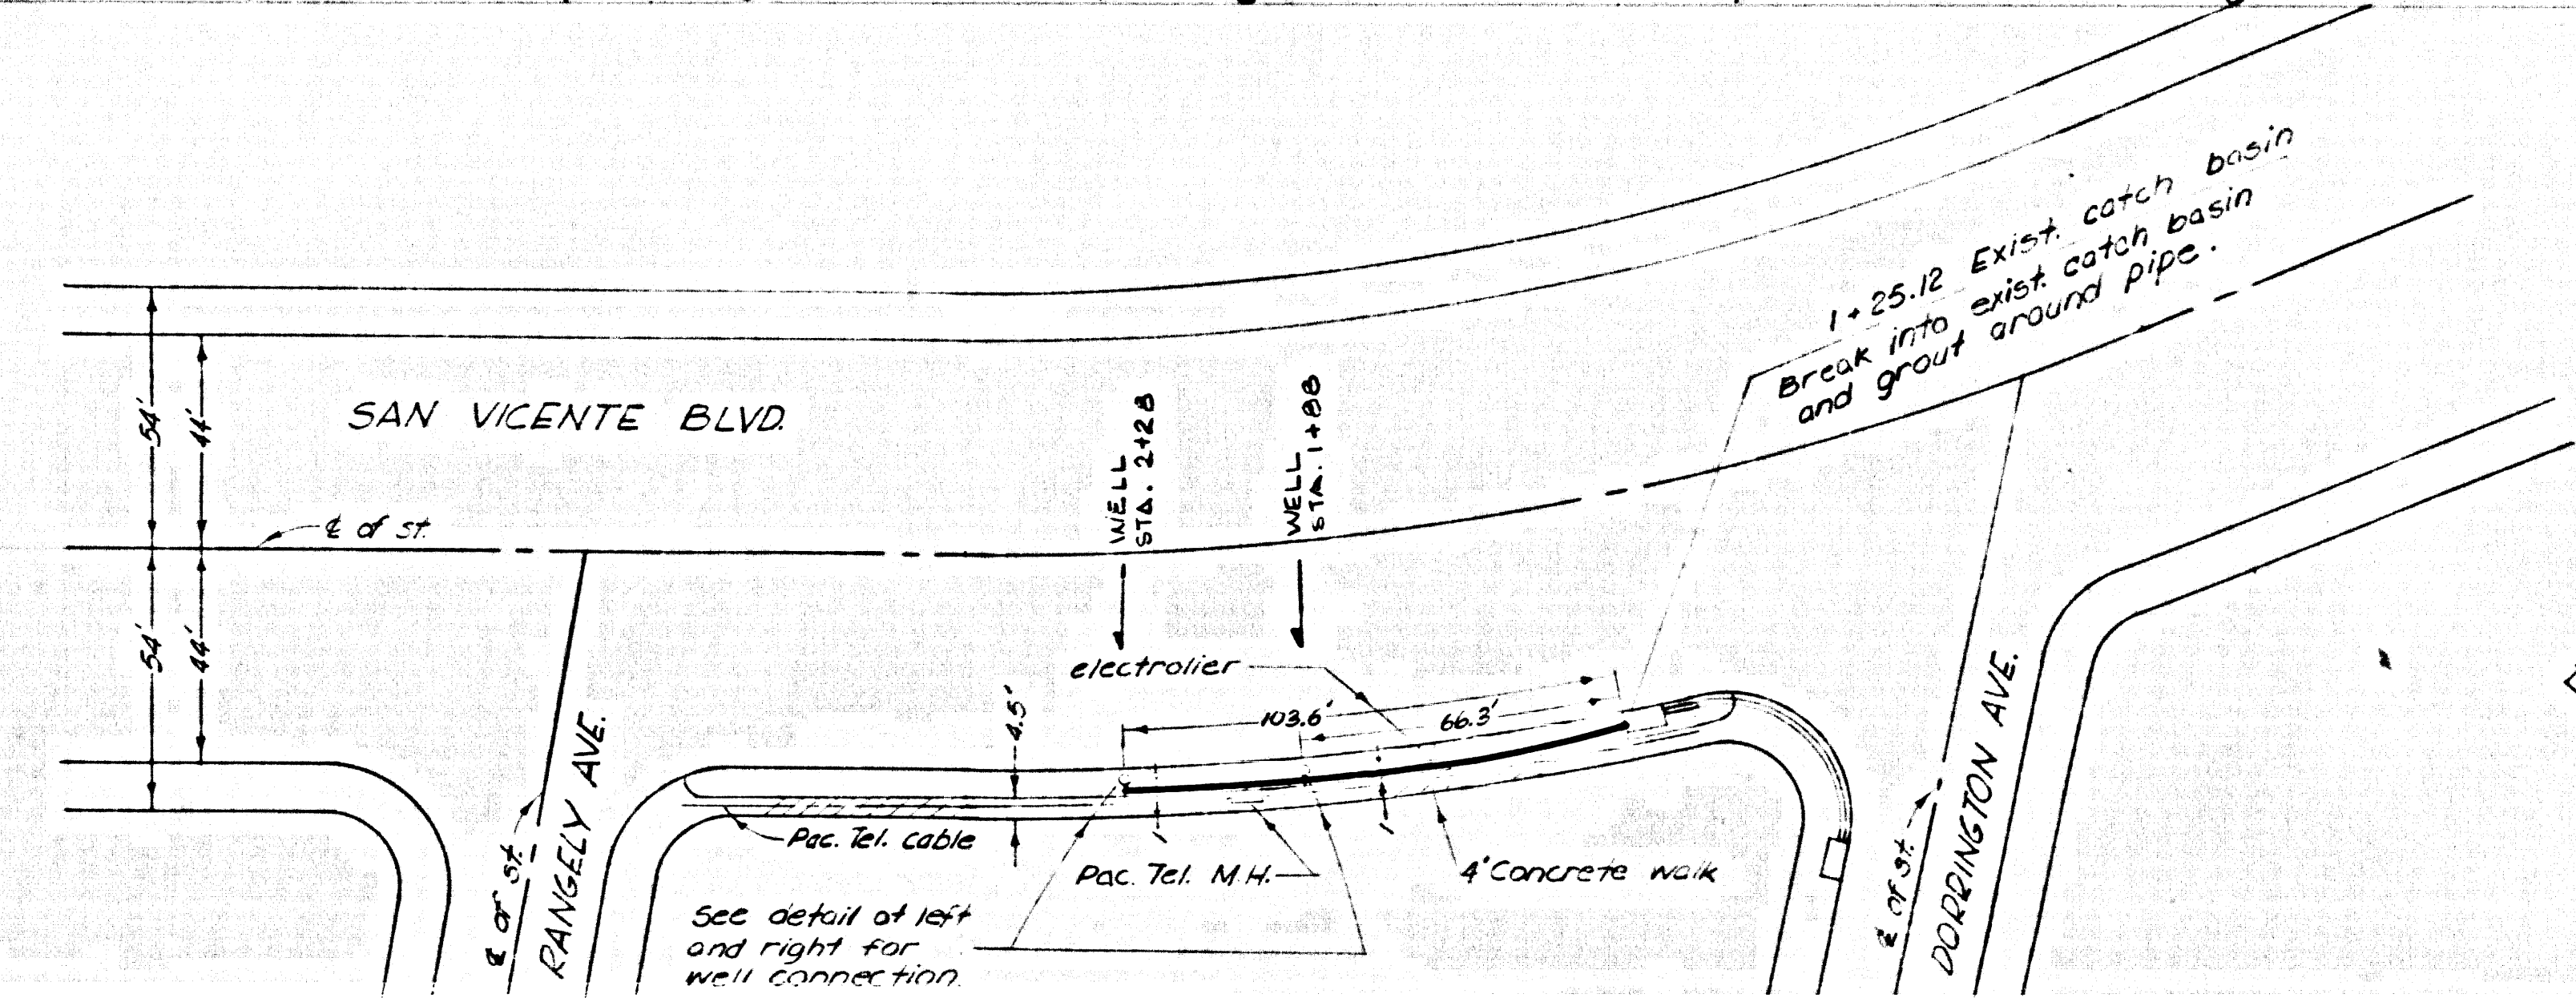 1+25.12 Exist. catch basin
Break into exist. catch basin
and grout around pipe.
54'
44'
SAN VICENTE BLVD.
WELL
STA. 2+28
WELL
STA. 1+88
℄ of st.
54'
44'
electrolier
103.6'
66.3'
4.5'
RANGELY AVE.
℄ of st.
DORRINGTON AVE.
℄ of st.
Pac. Tel. cable
1
1
Pac. Tel. M.H.
4' Concrete walk
See detail at left
and right for
well connection.